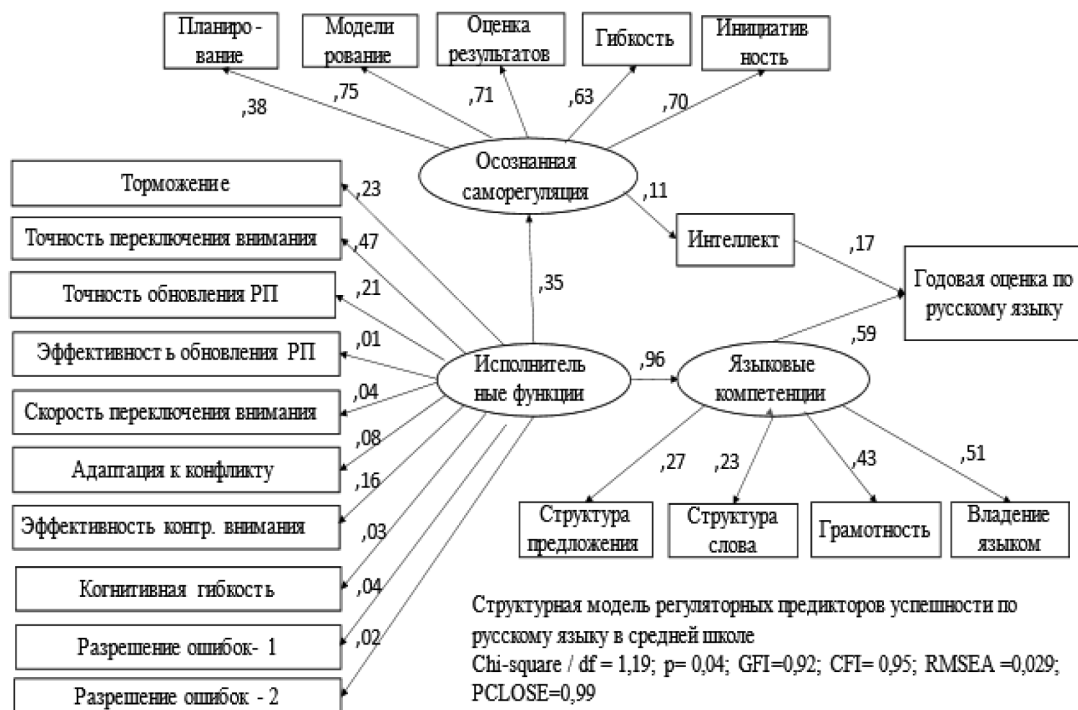 Планиро -
вание
Модели
рование
Оценка
результатов
Гибкость
Инициатив
ность
,38
,75
,71
,63
,70
Осознанная
саморегуляция
,11
Интеллект
,17
Годовая оценка по
русскому языку
,59
,35
Торможение
,23
Точность переключения внимания
,47
Точность обновления РП
,21
Эффективность обновления РП
,01
Скорость переключения внимания
,04
Адаптация к конфликту
,08
Эффективность контр. внимания
,16
Когнитивная гибкость
,03
Разрешение ошибок- 1
,04
Разрешение ошибок - 2
,02
Исполнитель
ные функции
,96
Языковые
компетенции
,27
,23
,43
,51
Структура
предложения
Структура
слова
Грамотность
Владение
языком
Структурная модель регуляторных предикторов успешности по
русскому языку в средней школе
Chi-square / df = 1,19; p= 0,04; GFI=0,92; CFI= 0,95; RMSEA =0,029;
PCLOSE=0,99